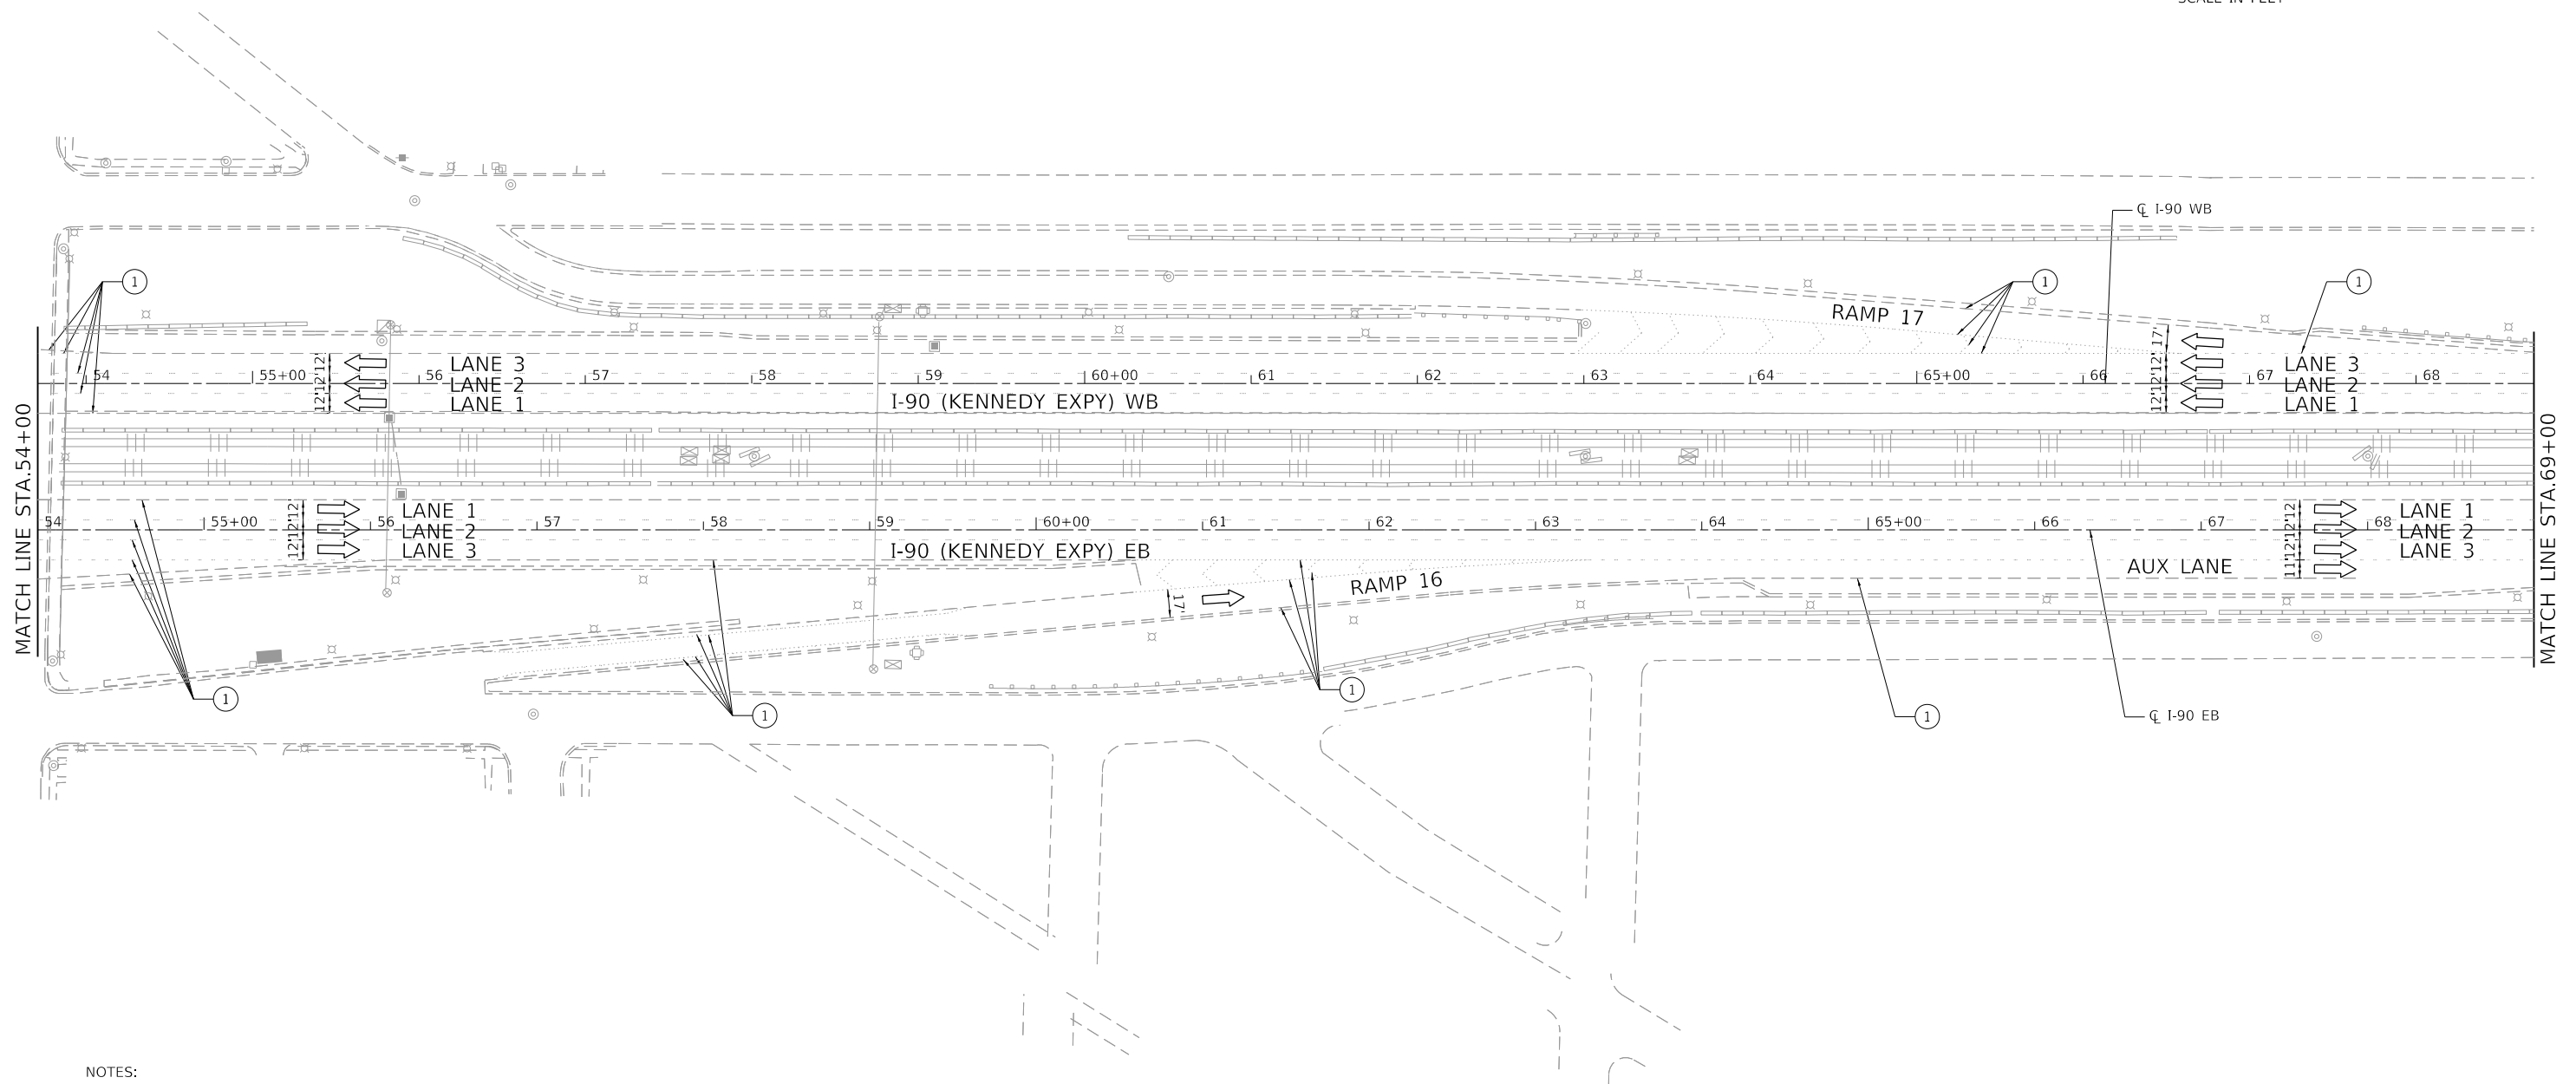 SCALE IN FEET
℄ I-90 WB
1
1
1
RAMP 17
12'12'12'
LANE 3
LANE 2
LANE 1
12'12'12' 17'
LANE 3
LANE 2
LANE 1
54 55+00 56 57 58 59 60+00 61 62 63 64 65+00 66 67 68
I-90 (KENNEDY EXPY) WB
MATCH LINE STA.54+00
MATCH LINE STA.69+00
12'12'12'
LANE 1
LANE 2
LANE 3
54 55+00 56 57 58 59 60+00 61 62 63 64 65+00 66 67 68
I-90 (KENNEDY EXPY) EB
11'12'12'12'
LANE 1
LANE 2
LANE 3
AUX LANE
RAMP 16
17'
1
1
1
1
℄ I-90 EB
NOTES: